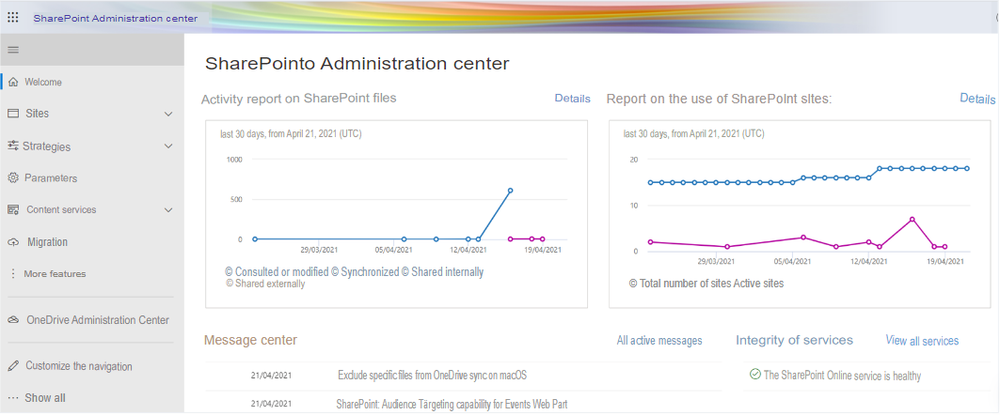 SharePoint Administration center
Welcome
Sites
Strategies
Parameters
Content services
Migration
More features
OneDrive Administration Center
Customize the navigation
Show all
SharePointo Administration center
Activity report on SharePoint files
Details
last 30 days, from April 21, 2021 (UTC)
1000
500
0
29/03/2021
05/04/2021
12/04/2021
19/04/2021
© Consulted or modified © Synchronized © Shared internally
© Shared externally
Report on the use of SharePoInt sites:
Details
last 30 days, from April 21, 2021 (UTC)
20
10
0
29/03/2021
05/04/2021
12/04/2021
19/04/2021
© Total number of sites Active sites
Message center
All active messages
21/04/2021
Exclude specific files from OneDrive sync on macOS
21/04/2021
SharePoint: Audience Targeting capability for Events Web Part
Integrity of services
View all services
The SharePoint Online service is healthy